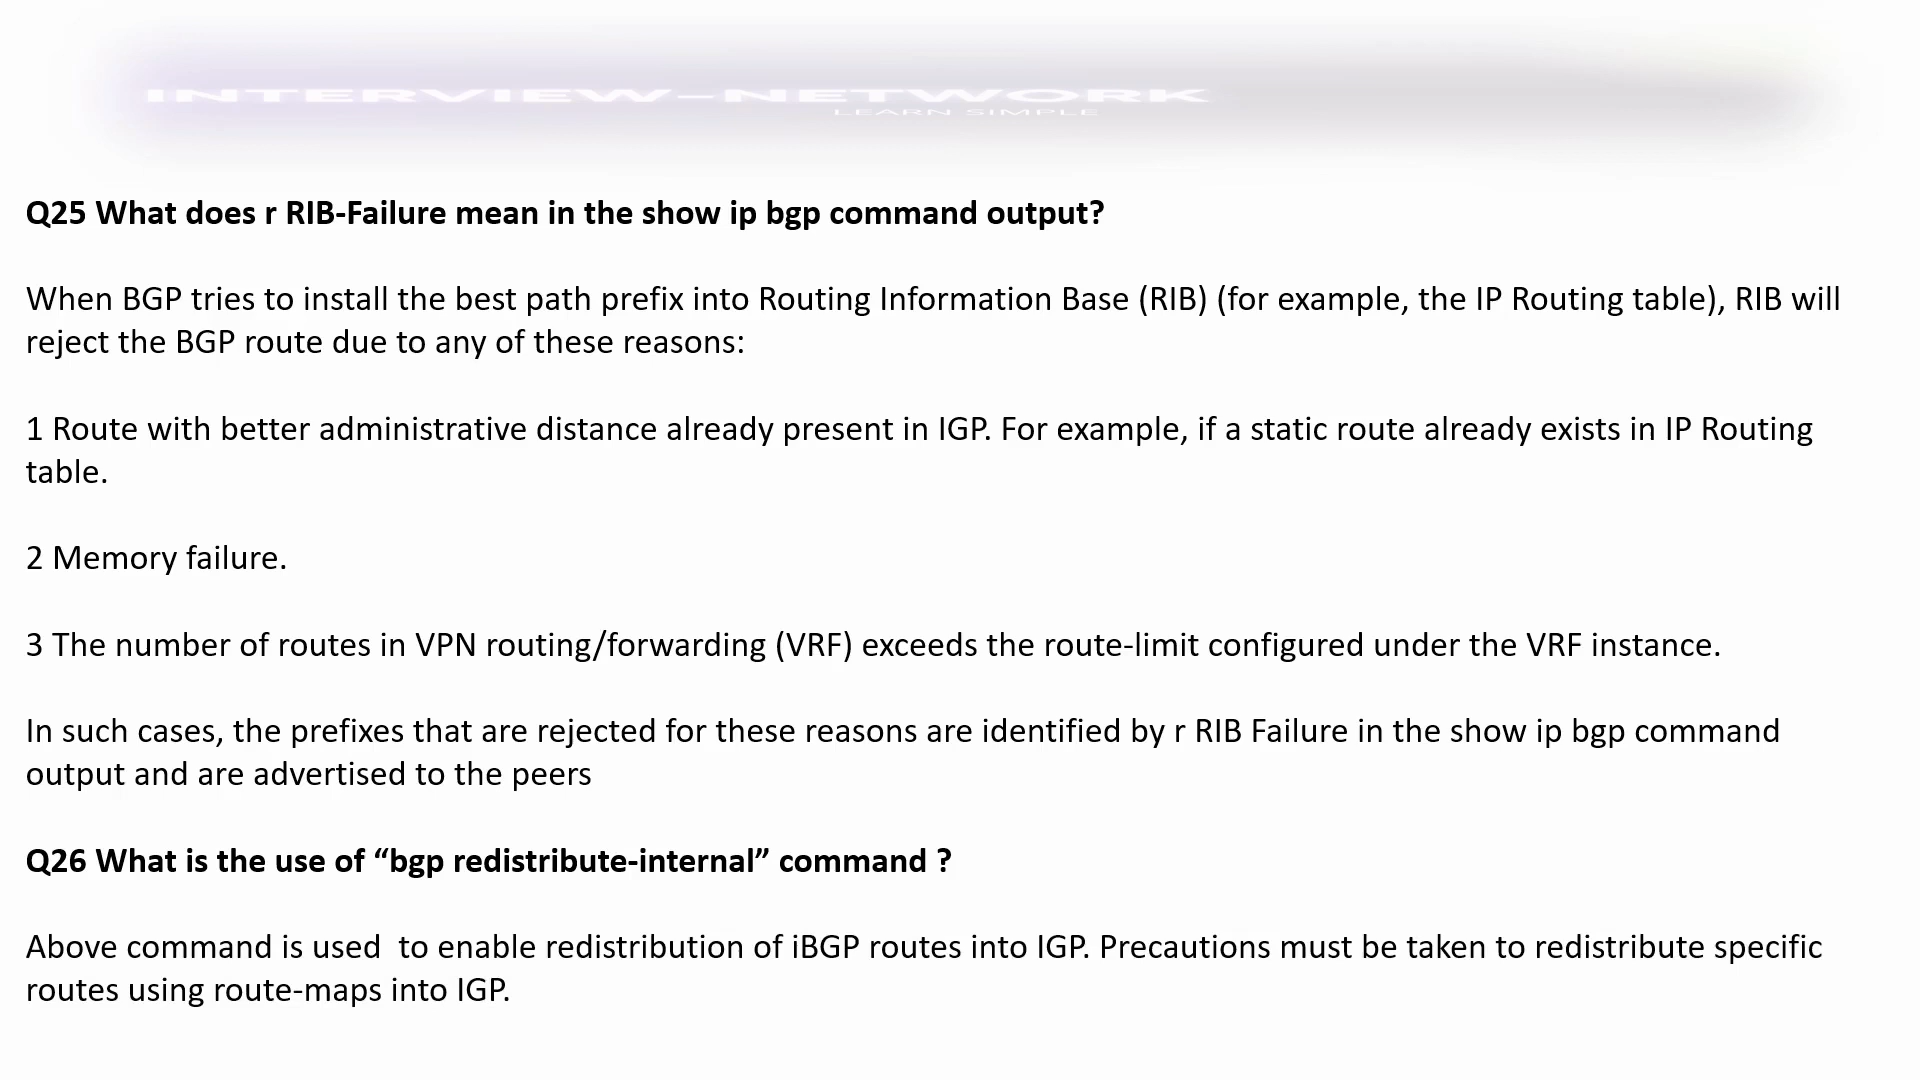 INTERVIEW-NETWORK
LEARN SIMPLE
Q25 What does r RIB-Failure mean in the show ip bgp command output?
When BGP tries to install the best path prefix into Routing Information Base (RIB) (for example, the IP Routing table), RIB will
reject the BGP route due to any of these reasons:
1 Route with better administrative distance already present in IGP. For example, if a static route already exists in IP Routing
table.
2 Memory failure.
3 The number of routes in VPN routing/forwarding (VRF) exceeds the route-limit configured under the VRF instance.
In such cases, the prefixes that are rejected for these reasons are identified by r RIB Failure in the show ip bgp command
output and are advertised to the peers
Q26 What is the use of “bgp redistribute-internal” command ?
Above command is used  to enable redistribution of iBGP routes into IGP. Precautions must be taken to redistribute specific
routes using route-maps into IGP.